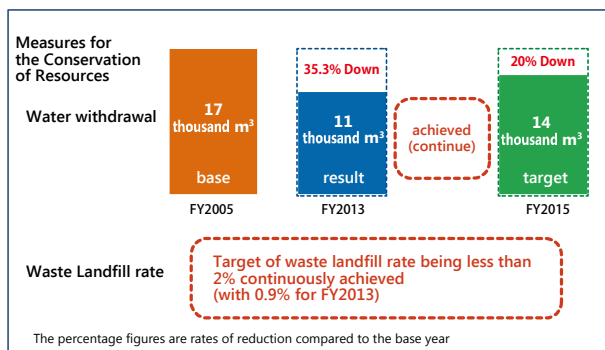 Measures for
the Conservation
of Resources
Water withdrawal
17
thousand m³
base
FY2005
35.3% Down
11
thousand m³
result
FY2013
achieved
(continue)
20% Down
14
thousand m³
target
FY2015
Waste Landfill rate
Target of waste landfill rate being less than
2% continuously achieved
(with 0.9% for FY2013)
The percentage figures are rates of reduction compared to the base year